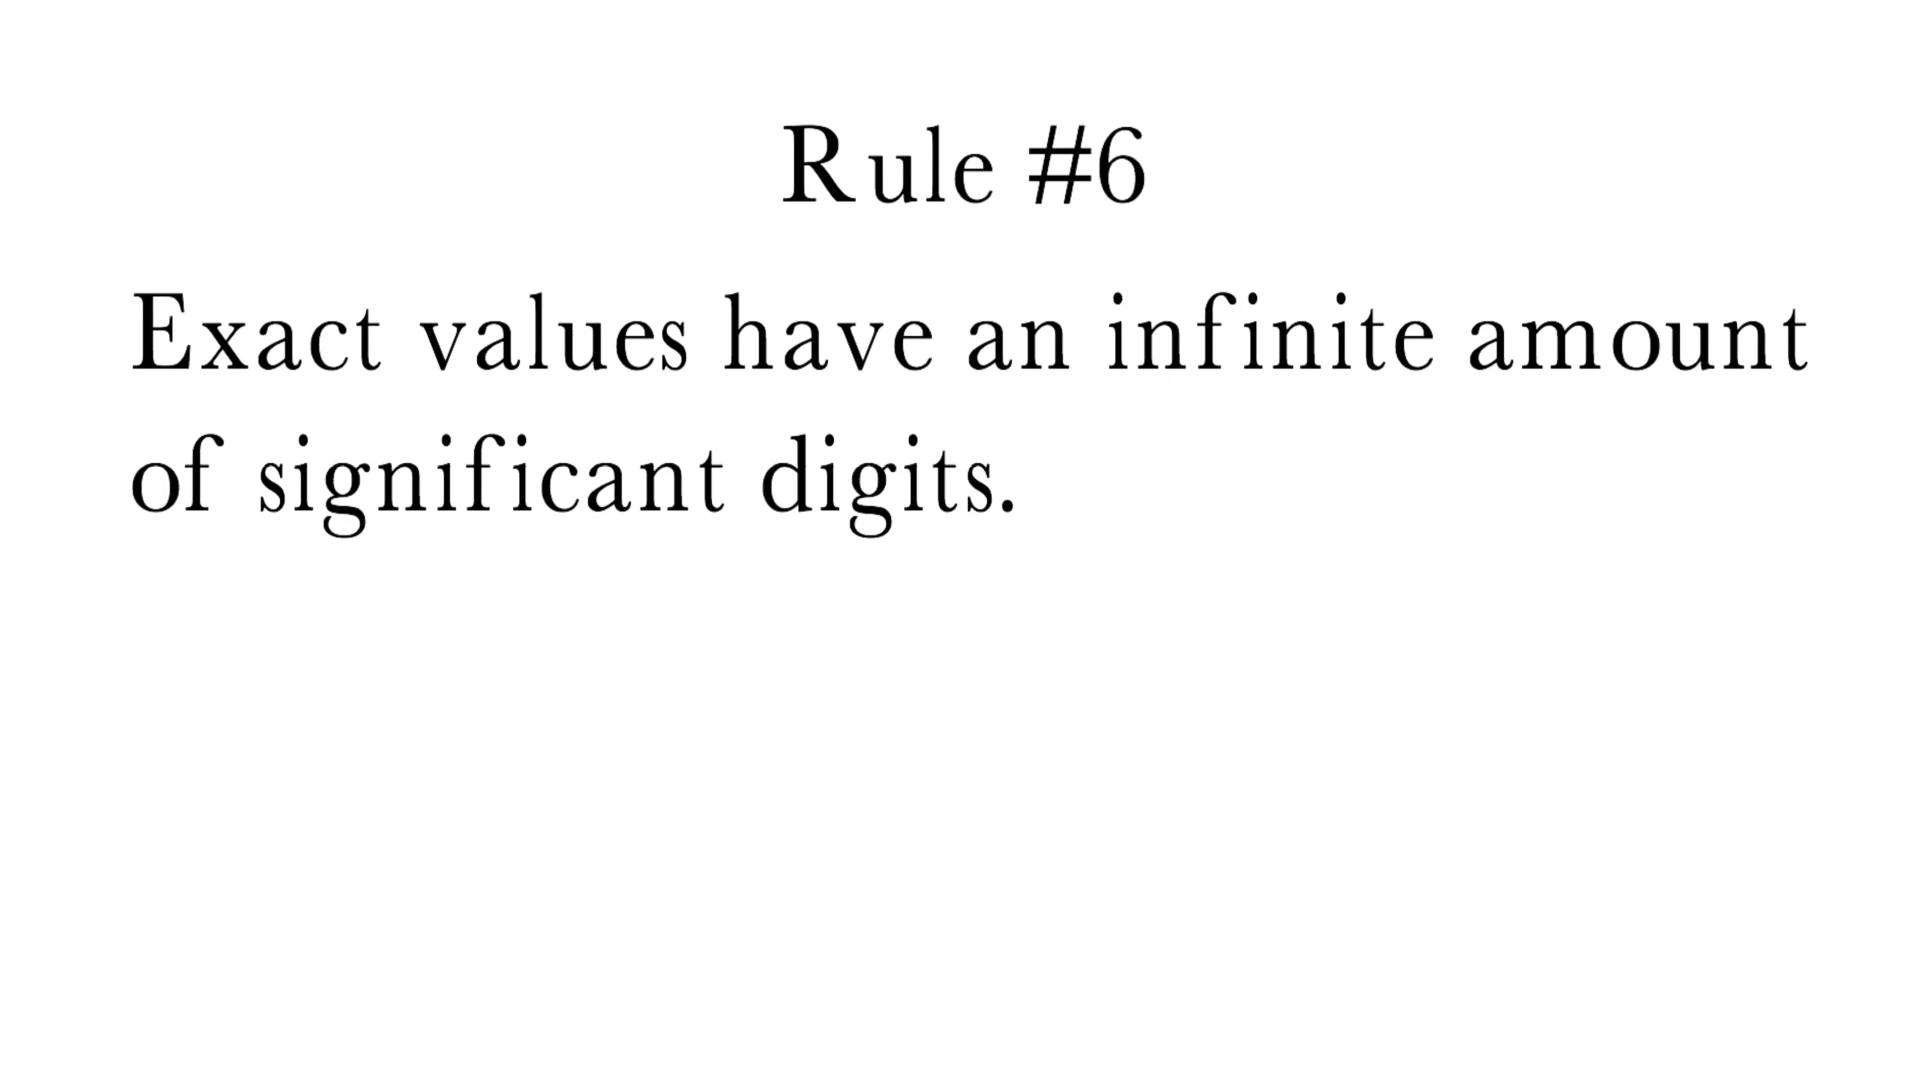 Rule #6
Exact values have an infinite amount
of significant digits.